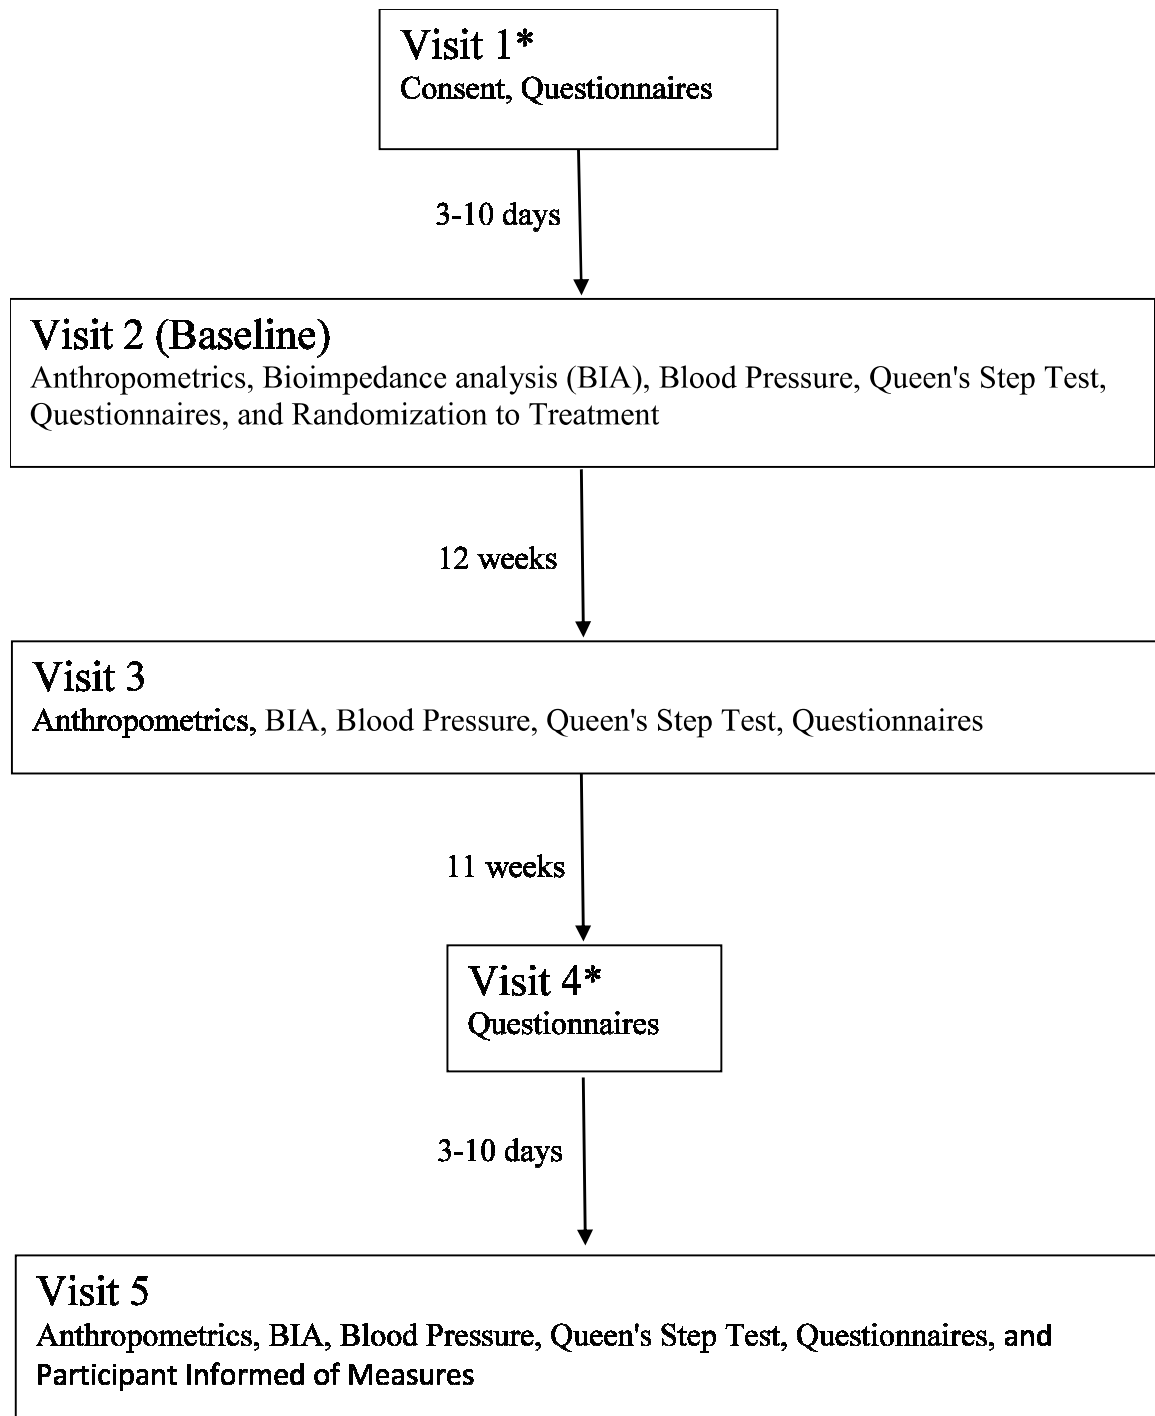 Visit 1*
Consent, Questionnaires
3-10 days
Visit 2 (Baseline)
Anthropometrics, Bioimpedance analysis (BIA), Blood Pressure, Queen's Step Test,
Questionnaires, and Randomization to Treatment
12 weeks
Visit 3
Anthropometrics, BIA, Blood Pressure, Queen's Step Test, Questionnaires
11 weeks
Visit 4*
Questionnaires
3-10 days
Visit 5
Anthropometrics, BIA, Blood Pressure, Queen's Step Test, Questionnaires, and
Participant Informed of Measures